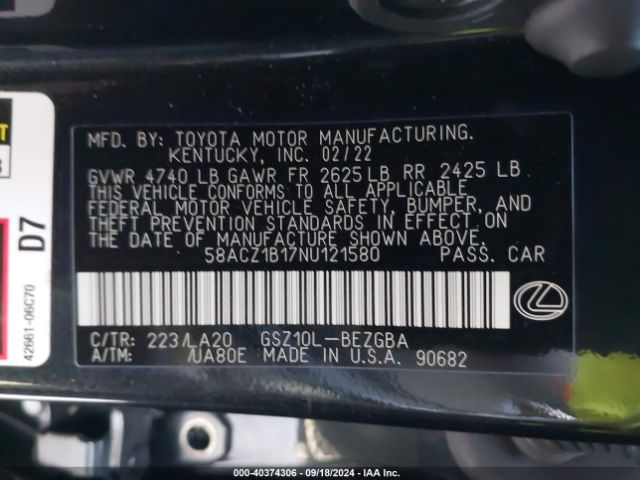 MFD. BY: TOYOTA MOTOR MANUFACTURING.
KENTUCKY, INC. 02/22
GVWR 4740 LB GAWR FR 2625 LB RR 2425 LB
THIS VEHICLE CONFORMS TO ALL APPLICABLE
FEDERAL MOTOR VEHICLE SAFETY, BUMPER, AND
THEFT PREVENTION STANDARDS IN EFFECT ON
THE DATE OF MANUFACTURE SHOWN ABOVE.
58ACZ1B17NU121580 PASS. CAR
C/TR: 223/LA20 GSZ10L-BEZGBA
A/TM: /UA80E MADE IN U.S.A. 90682
D7
42661-06C70
000-40374306 - 09/18/2024 - IAA Inc.